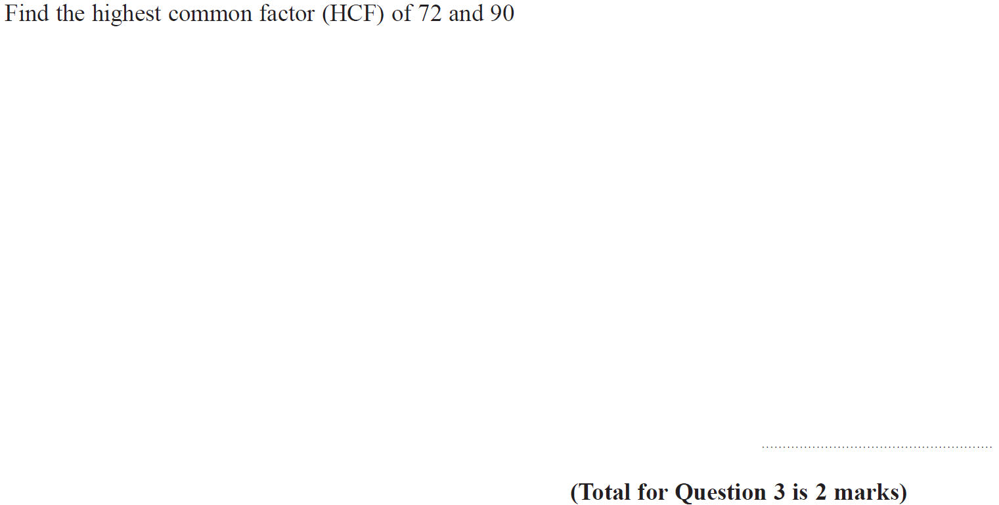 Find the highest common factor (HCF) of 72 and 90
(Total for Question 3 is 2 marks)